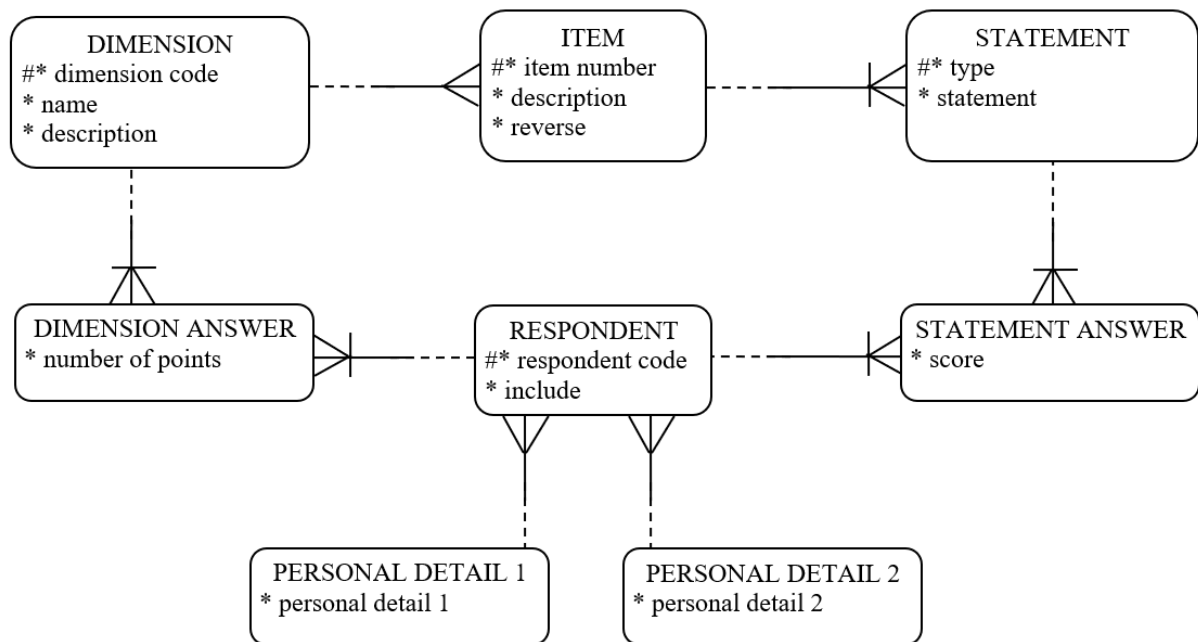 DIMENSION
#* dimension code
* name
* description
ITEM
#* item number
* description
* reverse
STATEMENT
#* type
* statement
DIMENSION ANSWER
* number of points
RESPONDENT
#* respondent code
* include
STATEMENT ANSWER
* score
PERSONAL DETAIL 1
* personal detail 1
PERSONAL DETAIL 2
* personal detail 2